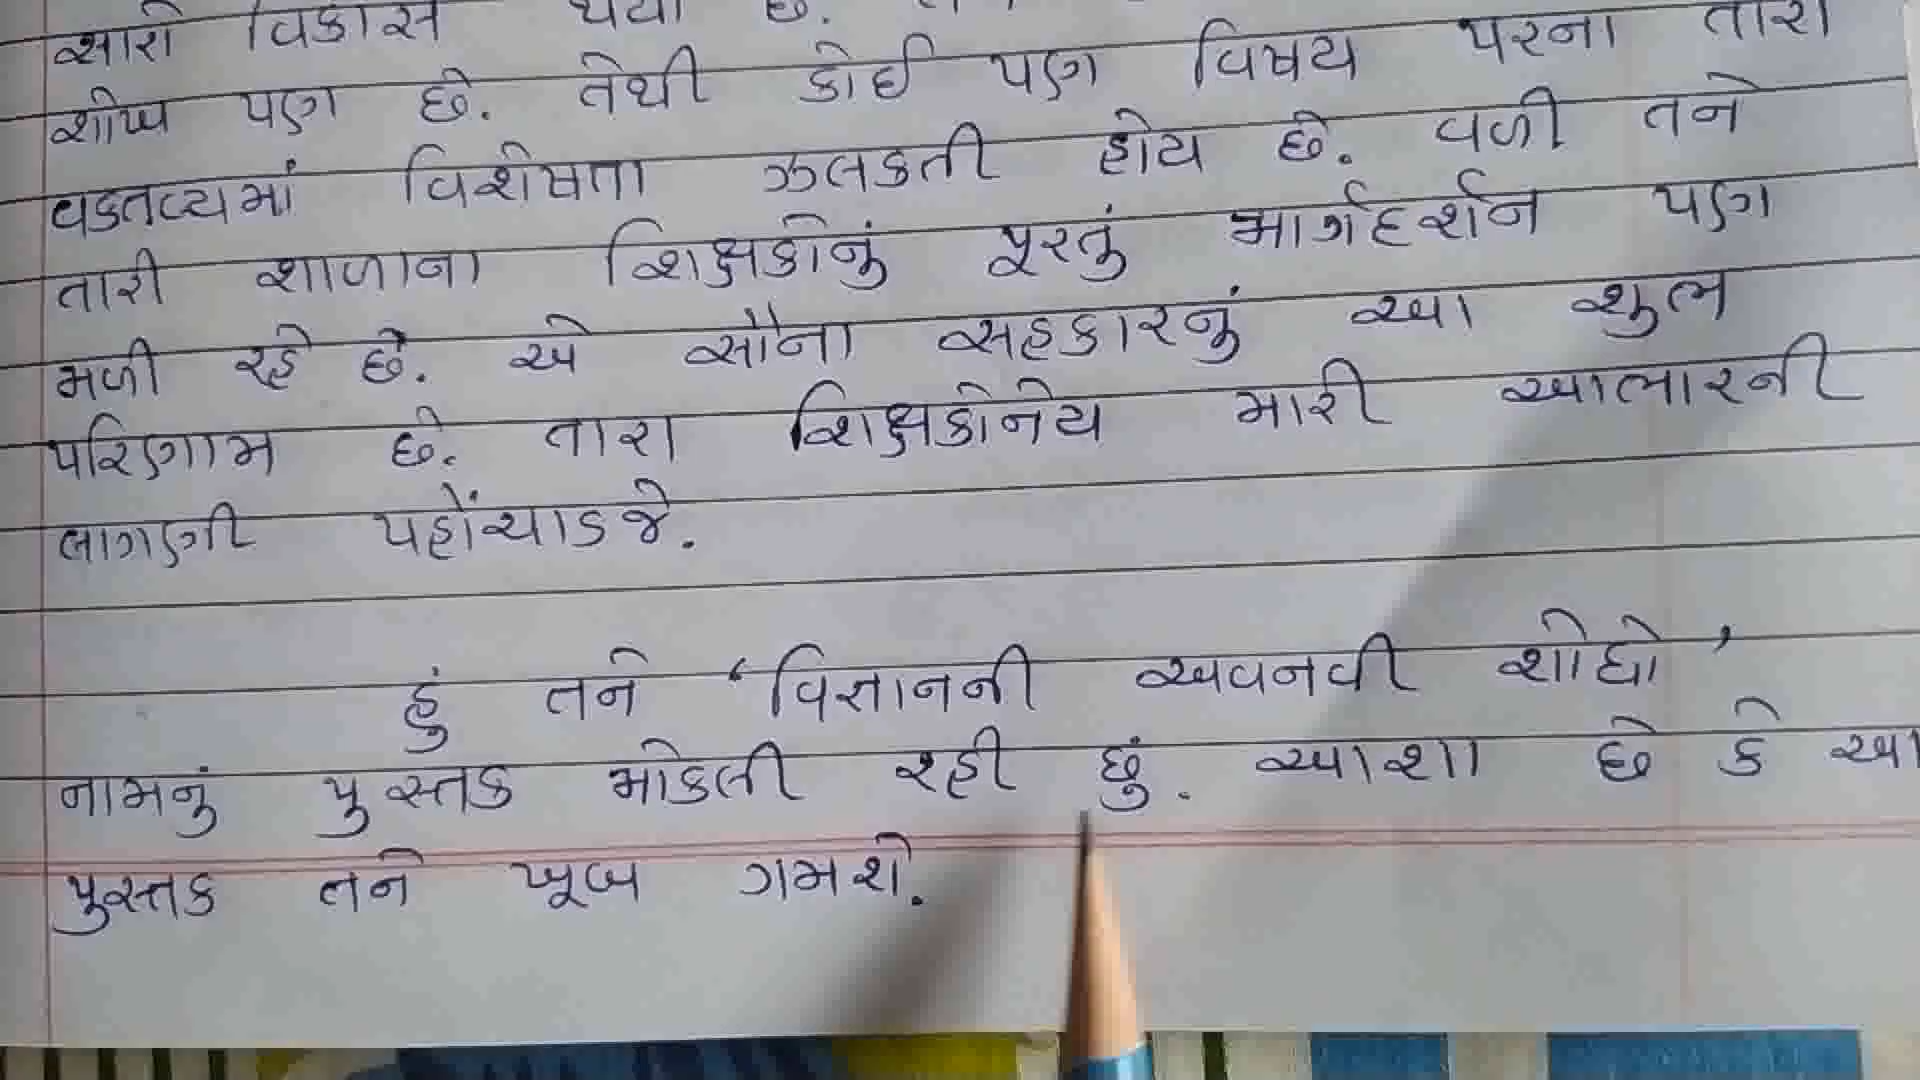 સારો વિકાસ થયો છે.
શોખ પણ છે. તેથી કોઈ પણ વિષય પરના તારા
વક્તવ્યમાં વિશેષતા ઝલકતી હોય છે. વળી તને
તારી શાળાના શિક્ષકોનું પૂરતું માર્ગદર્શન પણ
મળી રહે છે. એ સૌના સહકારનું આ શુભ
પરિણામ છે. તારા શિક્ષકોનેય મારી આભારની
લાગણી પહોંચાડજે.
હું તને ‘વિજ્ઞાનની અવનવી શોધો’
નામનું પુસ્તક મોકલી રહી છું. આશા છે કે આ
પુસ્તક તને ખૂબ ગમશે.